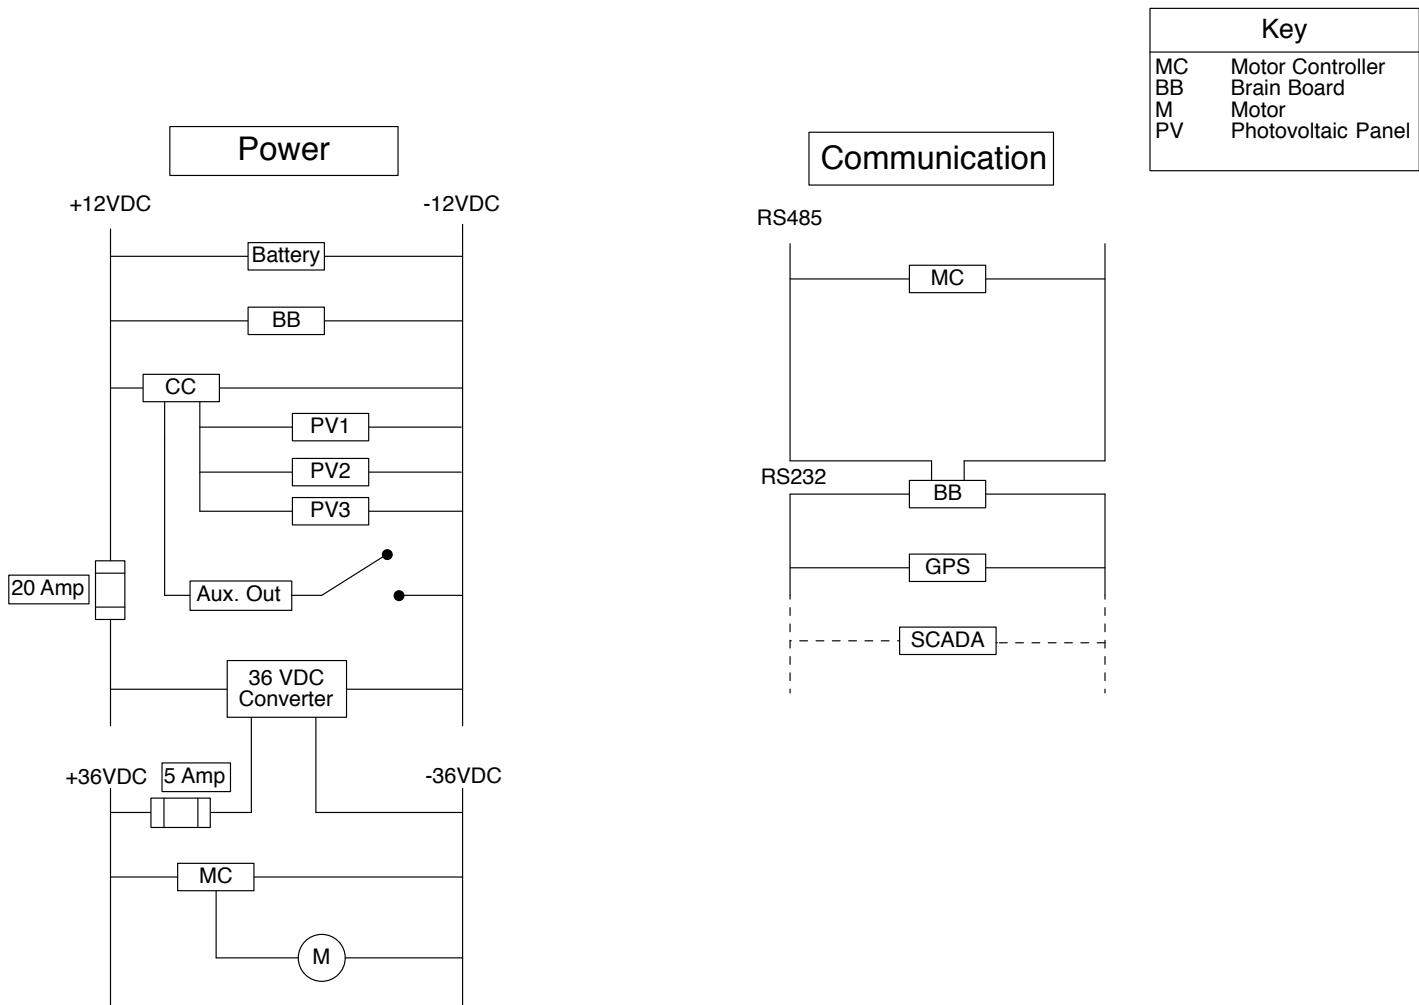 Key
MC Motor Controller
BB Brain Board
M Motor
PV Photovoltaic Panel
Power
+12VDC -12VDC
Battery
BB
CC
PV1
PV2
PV3
20 Amp
Aux. Out
36 VDC
Converter
+36VDC 5 Amp -36VDC
MC
M
Communication
RS485
MC
RS232
BB
GPS
SCADA